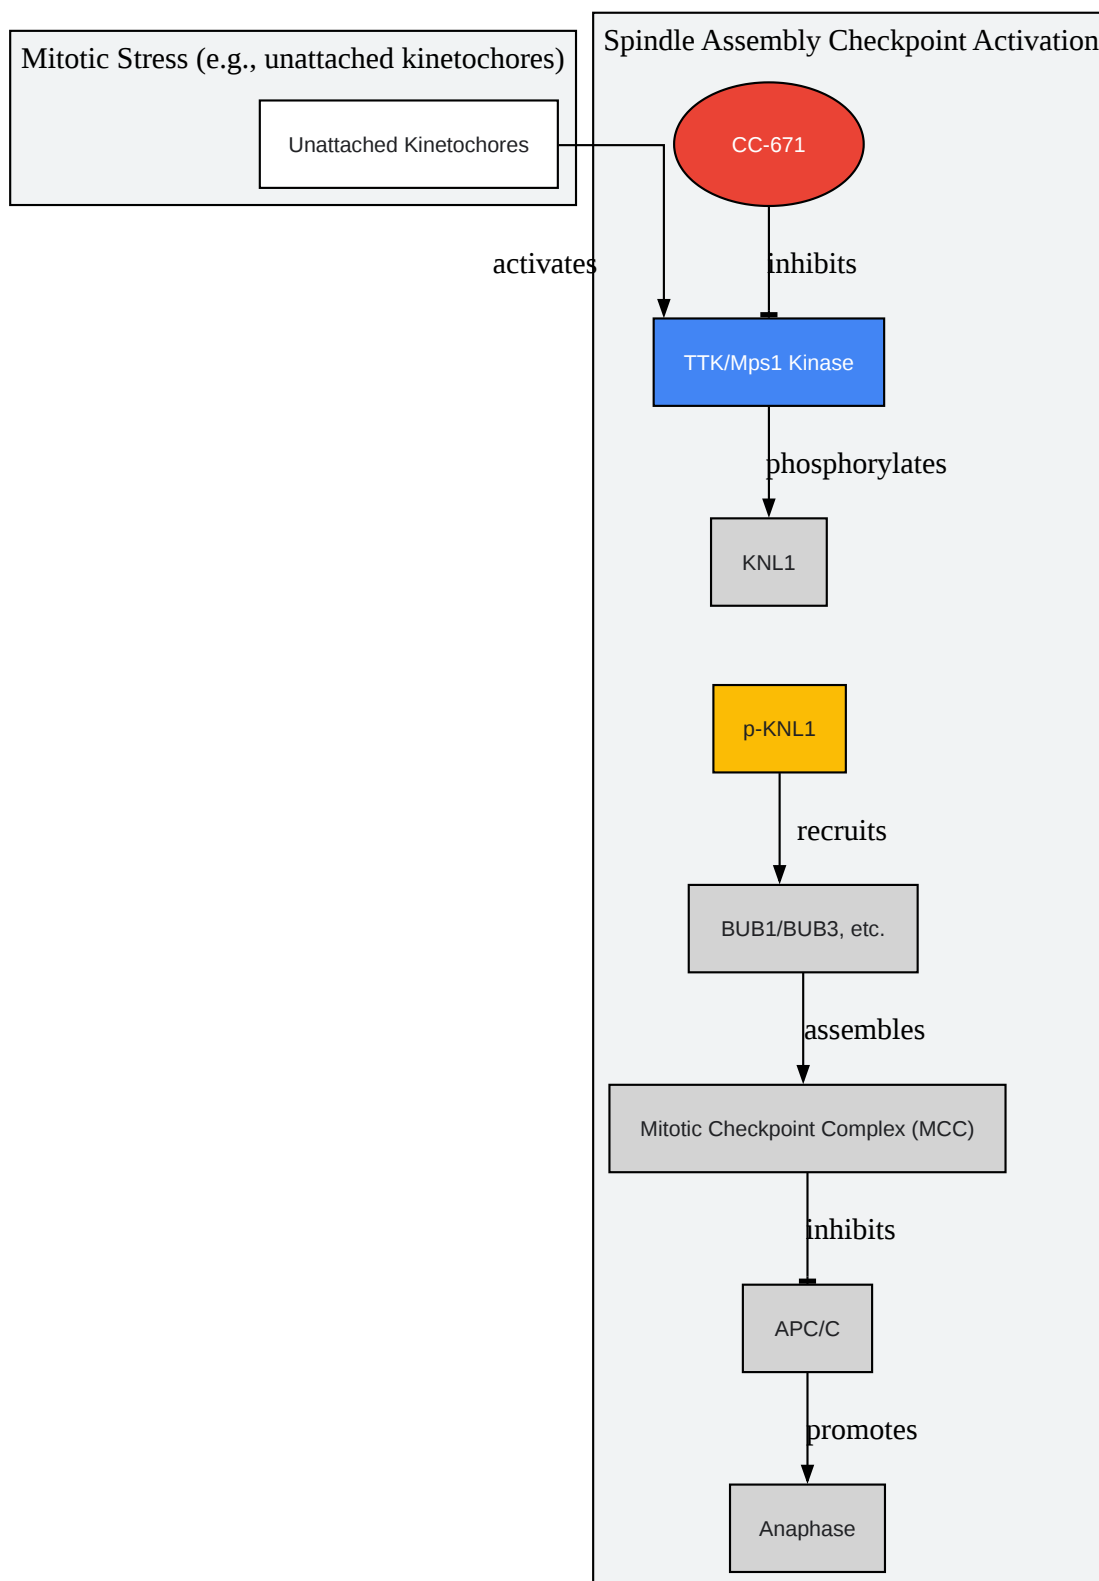 Mitotic Stress (e.g., unattached kinetochores)
Unattached Kinetochores
Spindle Assembly Checkpoint Activation
CC-671
activates
inhibits
TTK/Mps1 Kinase
phosphorylates
KNL1
p-KNL1
recruits
BUB1/BUB3, etc.
assembles
Mitotic Checkpoint Complex (MCC)
inhibits
APC/C
promotes
Anaphase